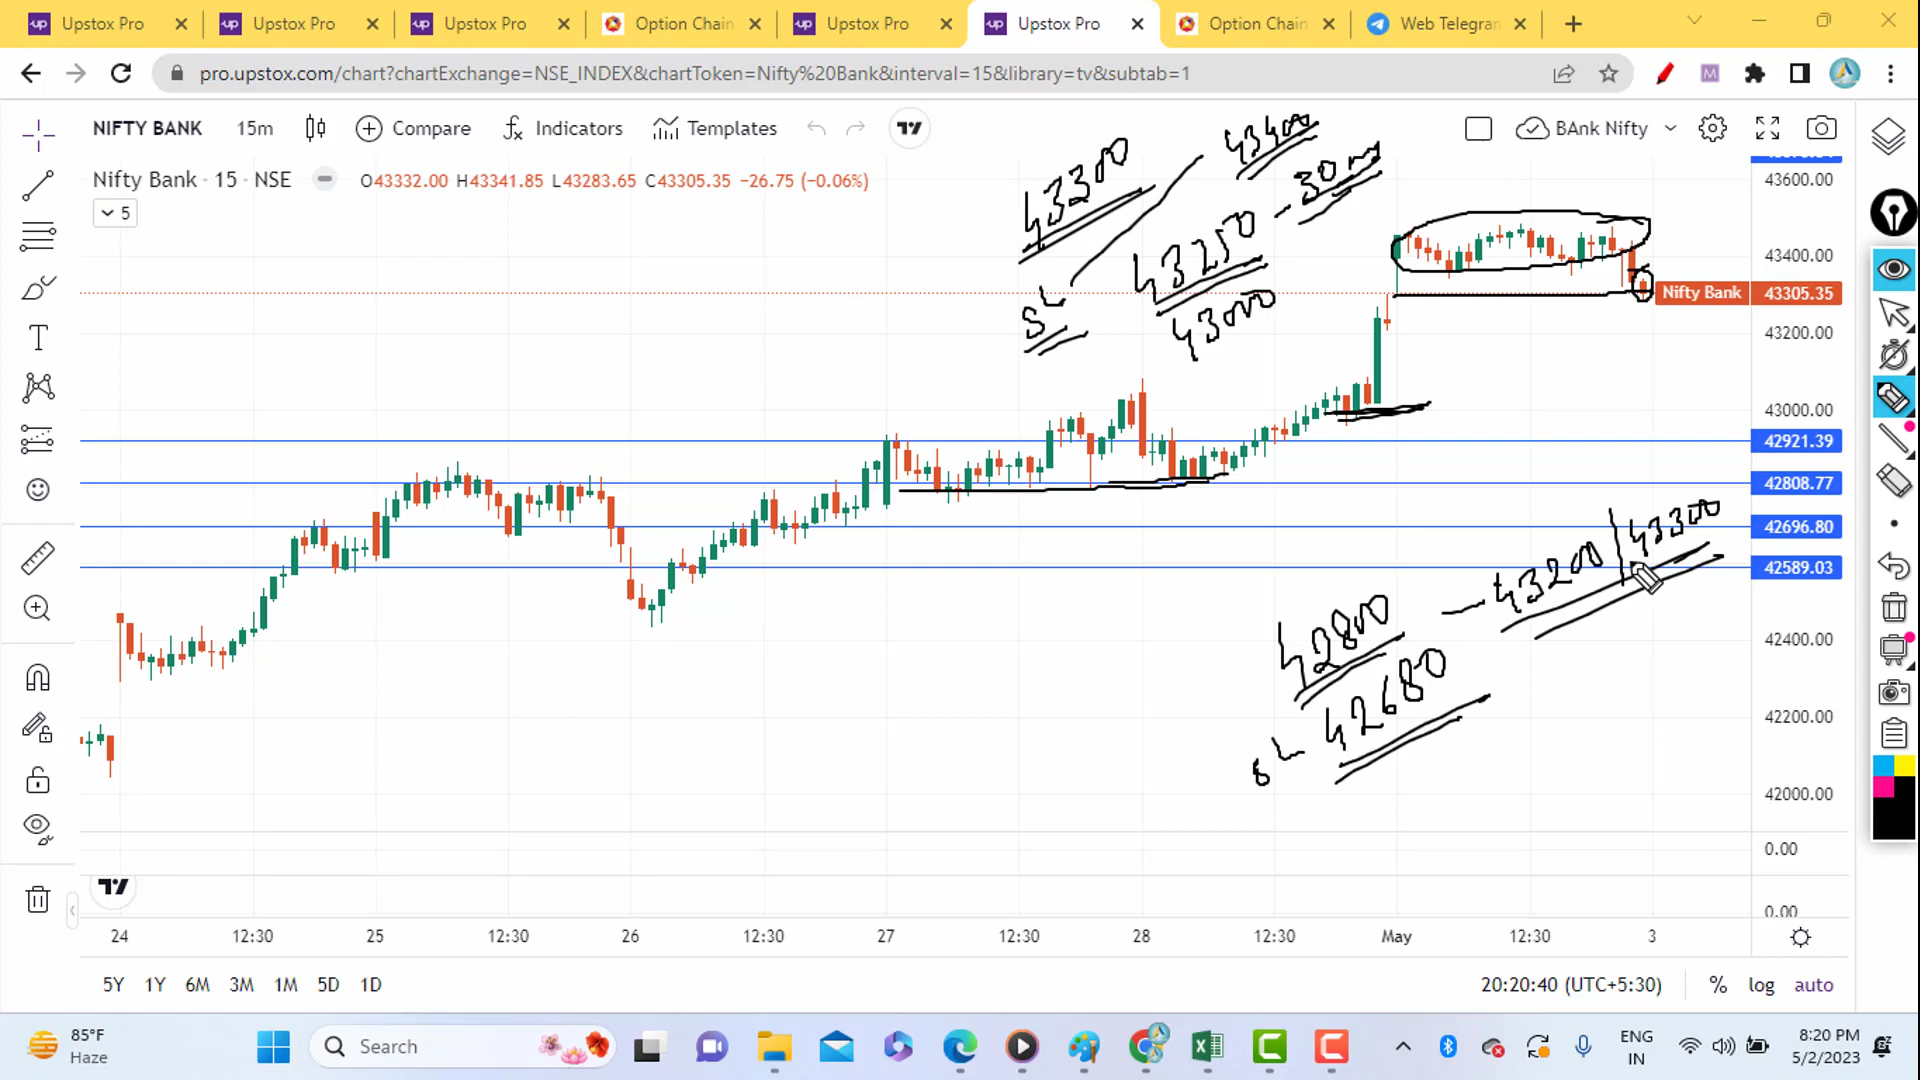 Upstox Pro
Upstox Pro
Upstox Pro
Option Chain
Upstox Pro
Upstox Pro
Option Chain
Web Telegram
pro.upstox.com/chart?chartExchange=NSE_INDEX&chartToken=Nifty%20Bank&interval=15&library=tv&subtab=1
NIFTY BANK 15m Compare Indicators Templates BAnk Nifty
Nifty Bank · 15 · NSE O43332.00 H43341.85 L43283.65 C43305.35 −26.75 (−0.06%)
5
43300
43400
- 30m
43250
SL
43000
43600.00
43400.00
Nifty Bank 43305.35
43200.00
43000.00
42921.39
42808.77
42696.80
42589.03
42400.00
42200.00
42000.00
0.00
0.00
42800 — 43200/43300
SL 42680
24 12:30 25 12:30 26 12:30 27 12:30 28 12:30 May 12:30 3
5Y 1Y 6M 3M 1M 5D 1D 20:20:40 (UTC+5:30) % log auto
85°F
Haze
Search
ENG
IN
8:20 PM
5/2/2023